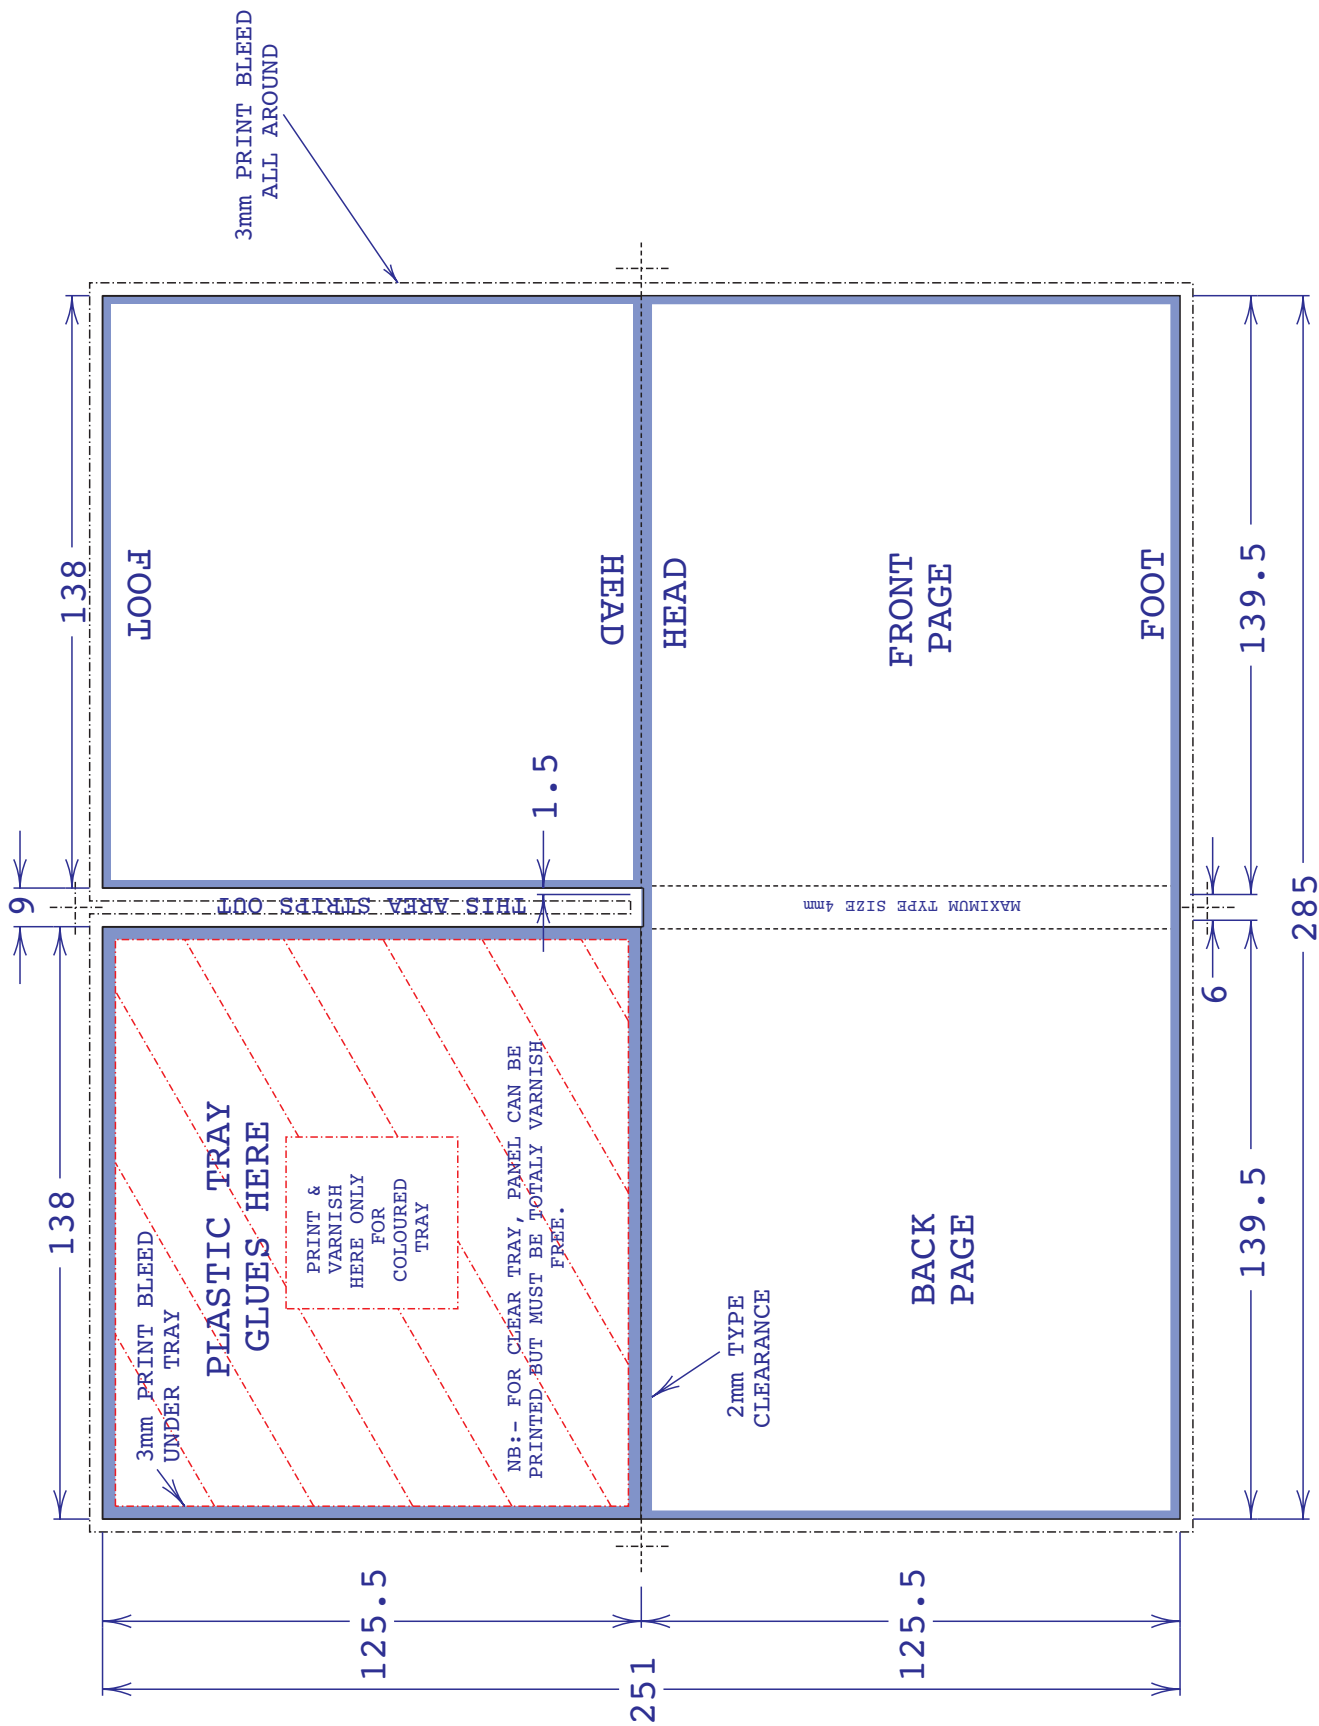 3mm PRINT BLEED
ALL AROUND
138
FOOT
HEAD
HEAD
FRONT
PAGE
FOOT
139.5
1.5
9
THIS AREA STRIPS OUT
MAXIMUM TYPE SIZE 4mm
285
6
138
3mm PRINT BLEED
UNDER TRAY
PLASTIC TRAY
GLUES HERE
PRINT &
VARNISH
HERE ONLY
FOR
COLOURED
TRAY
NB:- FOR CLEAR TRAY, PANEL CAN BE
PRINTED BUT MUST BE TOTALY VARNISH
FREE.
2mm TYPE
CLEARANCE
BACK
PAGE
139.5
125.5
125.5
251